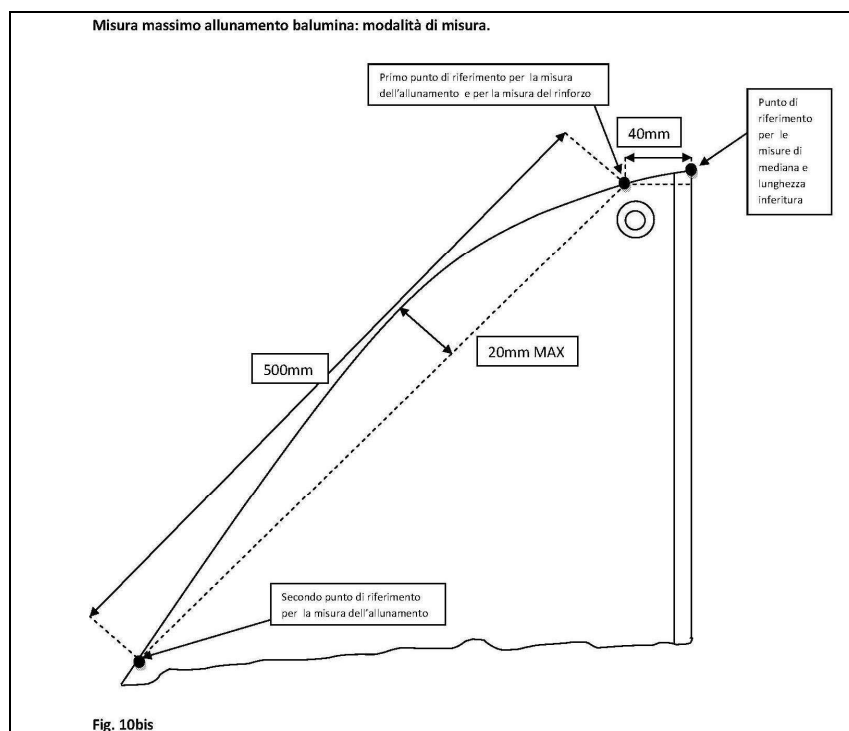 Misura massimo allunamento balumina: modalità di misura.
Primo punto di riferimento per la misura
dell'allunamento e per la misura del rinforzo
40mm
Punto di
riferimento
per le
misure di
mediana e
lunghezza
inferitura
20mm MAX
500mm
Secondo punto di riferimento
per la misura dell'allunamento
Fig. 10bis